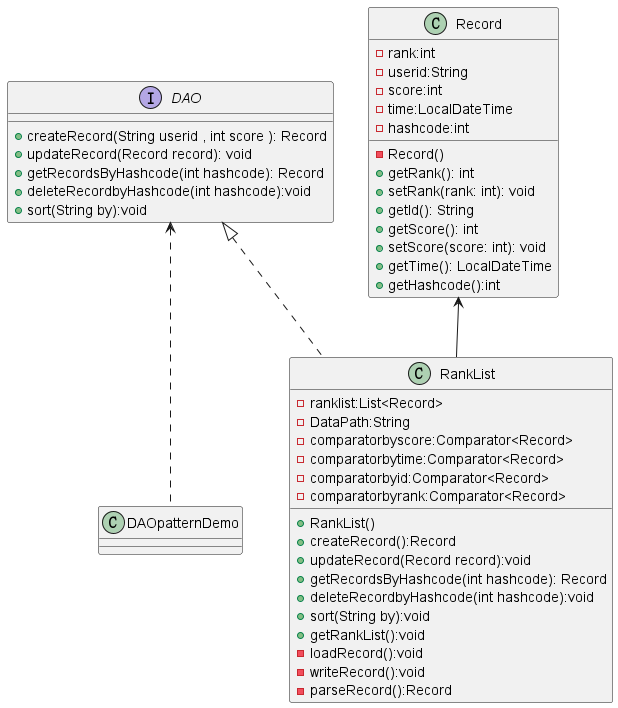 C Record
rank:int
userid:String
score:int
time:LocalDateTime
hashcode:int
Record()
getRank(): int
setRank(rank: int): void
getId(): String
getScore(): int
setScore(score: int): void
getTime(): LocalDateTime
getHashcode():int
I DAO
createRecord(String userid , int score ): Record
updateRecord(Record record): void
getRecordsByHashcode(int hashcode): Record
deleteRecordbyHashcode(int hashcode):void
sort(String by):void
C RankList
ranklist:List<Record>
DataPath:String
comparatorbyscore:Comparator<Record>
comparatorbytime:Comparator<Record>
comparatorbyid:Comparator<Record>
comparatorbyrank:Comparator<Record>
RankList()
createRecord():Record
updateRecord(Record record):void
getRecordsByHashcode(int hashcode): Record
deleteRecordbyHashcode(int hashcode):void
sort(String by):void
getRankList():void
loadRecord():void
writeRecord():void
parseRecord():Record
C DAOpatternDemo